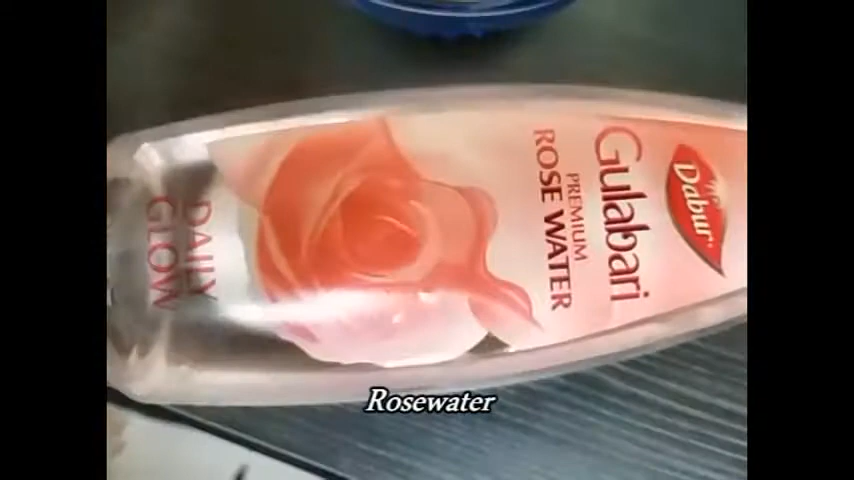 Dabur
Gulabari
PREMIUM
ROSE WATER
DAILY
GLOW
Rosewater